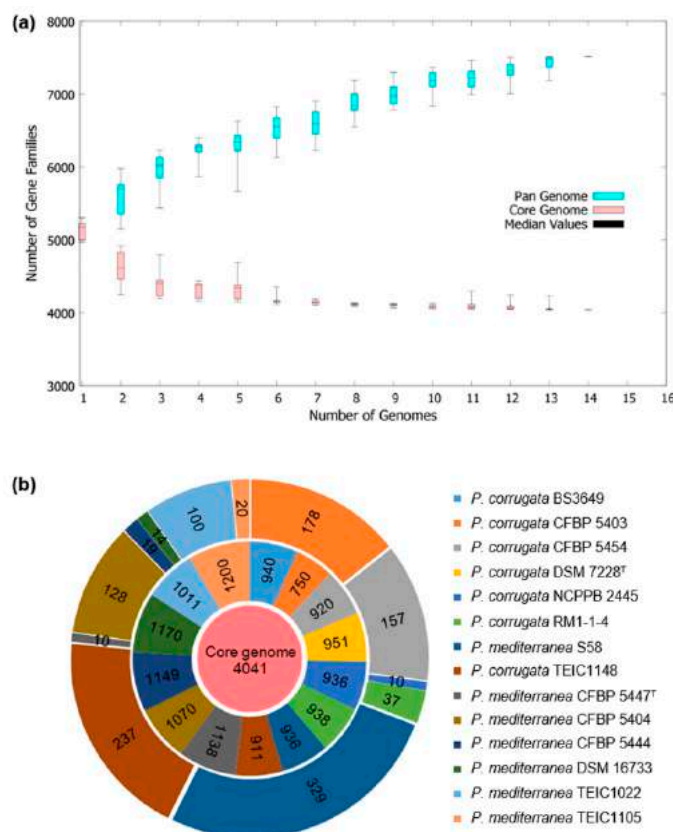 (a)
8000
7000
6000
5000
4000
3000
Number of Gene Families
Pan Genome
Core Genome
Median Values
1 2 3 4 5 6 7 8 9 10 11 12 13 14 15 16
Number of Genomes
(b)
178
157
10
37
329
237
10
128
19
14
100
20
940
750
920
951
936
938
936
911
1138
1070
1149
1170
1011
1200
Core genome
4041
P. corrugata BS3649
P. corrugata CFBP 5403
P. corrugata CFBP 5454
P. corrugata DSM 7228ᵀ
P. corrugata NCPPB 2445
P. corrugata RM1-1-4
P. mediterranea S58
P. corrugata TEIC1148
P. mediterranea CFBP 5447ᵀ
P. mediterranea CFBP 5404
P. mediterranea CFBP 5444
P. mediterranea DSM 16733
P. mediterranea TEIC1022
P. mediterranea TEIC1105